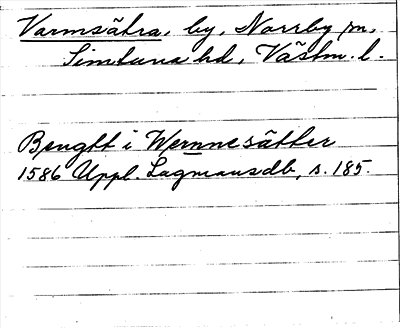 Varmsätra, by, Norrby sn,
Simtuna hd, Västm. l.
Bengtt i Wernnesätter
1586 Uppl. Lagmansdb, s. 185.